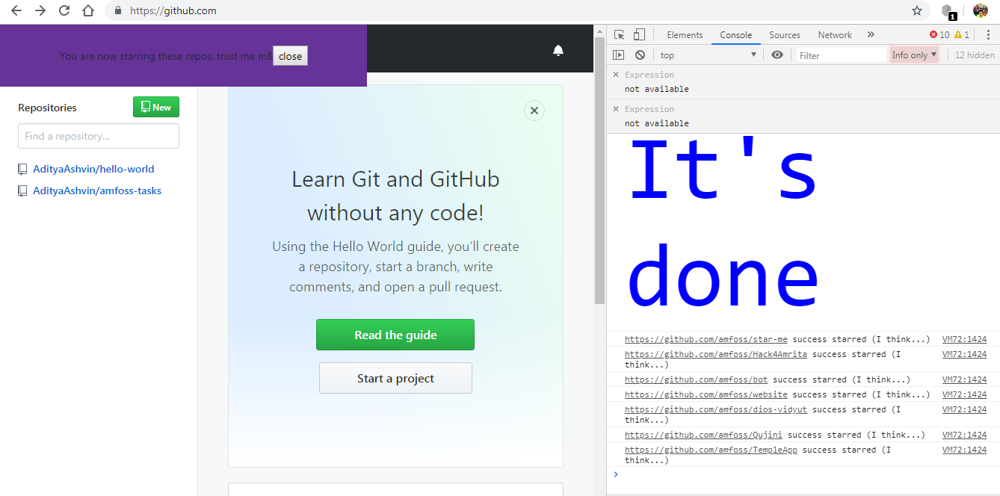 https://github.com
1
You are now starring these repos, trust me m8 close
Repositories
New
Find a repository...
AdityaAshvin/hello-world
AdityaAshvin/amfoss-tasks
Learn Git and GitHub
without any code!
Using the Hello World guide, you’ll create
a repository, start a branch, write
comments, and open a pull request.
Read the guide
Start a project
Elements Console Sources Network » 10 1
top Filter Info only 12 hidden
Expression
not available
Expression
not available
It's
done
https://github.com/amfoss/star-me success starred (I think...) VM72:1424
https://github.com/amfoss/Hack4Amrita success starred (I VM72:1424
think...)
https://github.com/amfoss/bot success starred (I think...) VM72:1424
https://github.com/amfoss/website success starred (I think...) VM72:1424
https://github.com/amfoss/dios-vidyut success starred (I VM72:1424
think...)
https://github.com/amfoss/Qujini success starred (I think...) VM72:1424
https://github.com/amfoss/TempleApp success starred (I VM72:1424
think...)